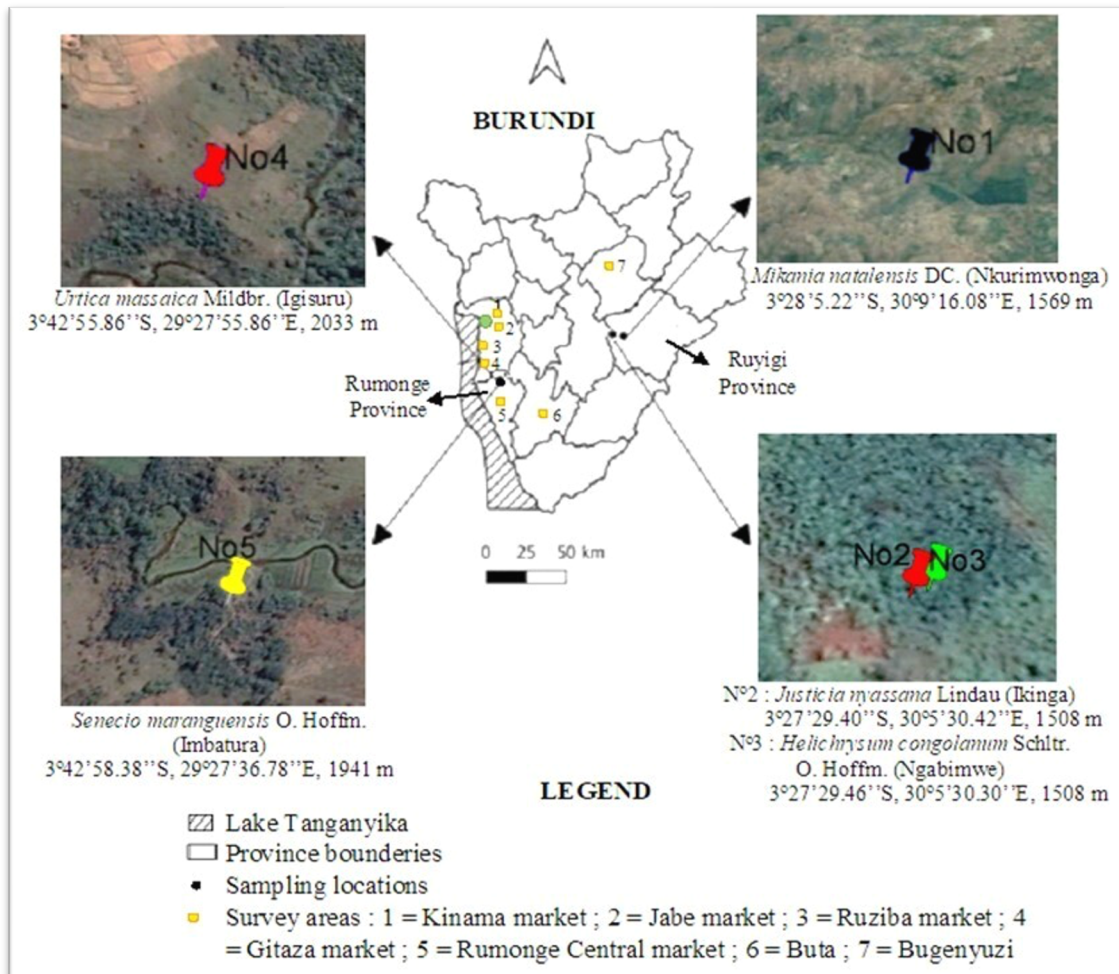 No4
Urtica massaica Mildbr. (Igisuru)
3°42’55.86’’S, 29°27’55.86’’E, 2033 m
BURUNDI
No1
Mikania natalensis DC. (Nkurimwonga)
3°28’5.22’’S, 30°9’16.08’’E, 1569 m
7
1
2
3
4
5
6
Rumonge
Province
Ruyigi
Province
0 25 50 km
No5
Senecio maranguensis O. Hoffm.
(Imbatura)
3°42’58.38’’S, 29°27’36.78’’E, 1941 m
No2 No3
N°2 : Justicia nyassana Lindau (Ikinga)
3°27’29.40’’S, 30°5’30.42’’E, 1508 m
N°3 : Helichrysum congolanum Schltr.
O. Hoffm. (Ngabimwe)
3°27’29.46’’S, 30°5’30.30’’E, 1508 m
LEGEND
Lake Tanganyika
Province bounderies
Sampling locations
Survey areas : 1 = Kinama market ; 2 = Jabe market ; 3 = Ruziba market ; 4
= Gitaza market ; 5 = Rumonge Central market ; 6 = Buta ; 7 = Bugenyuzi